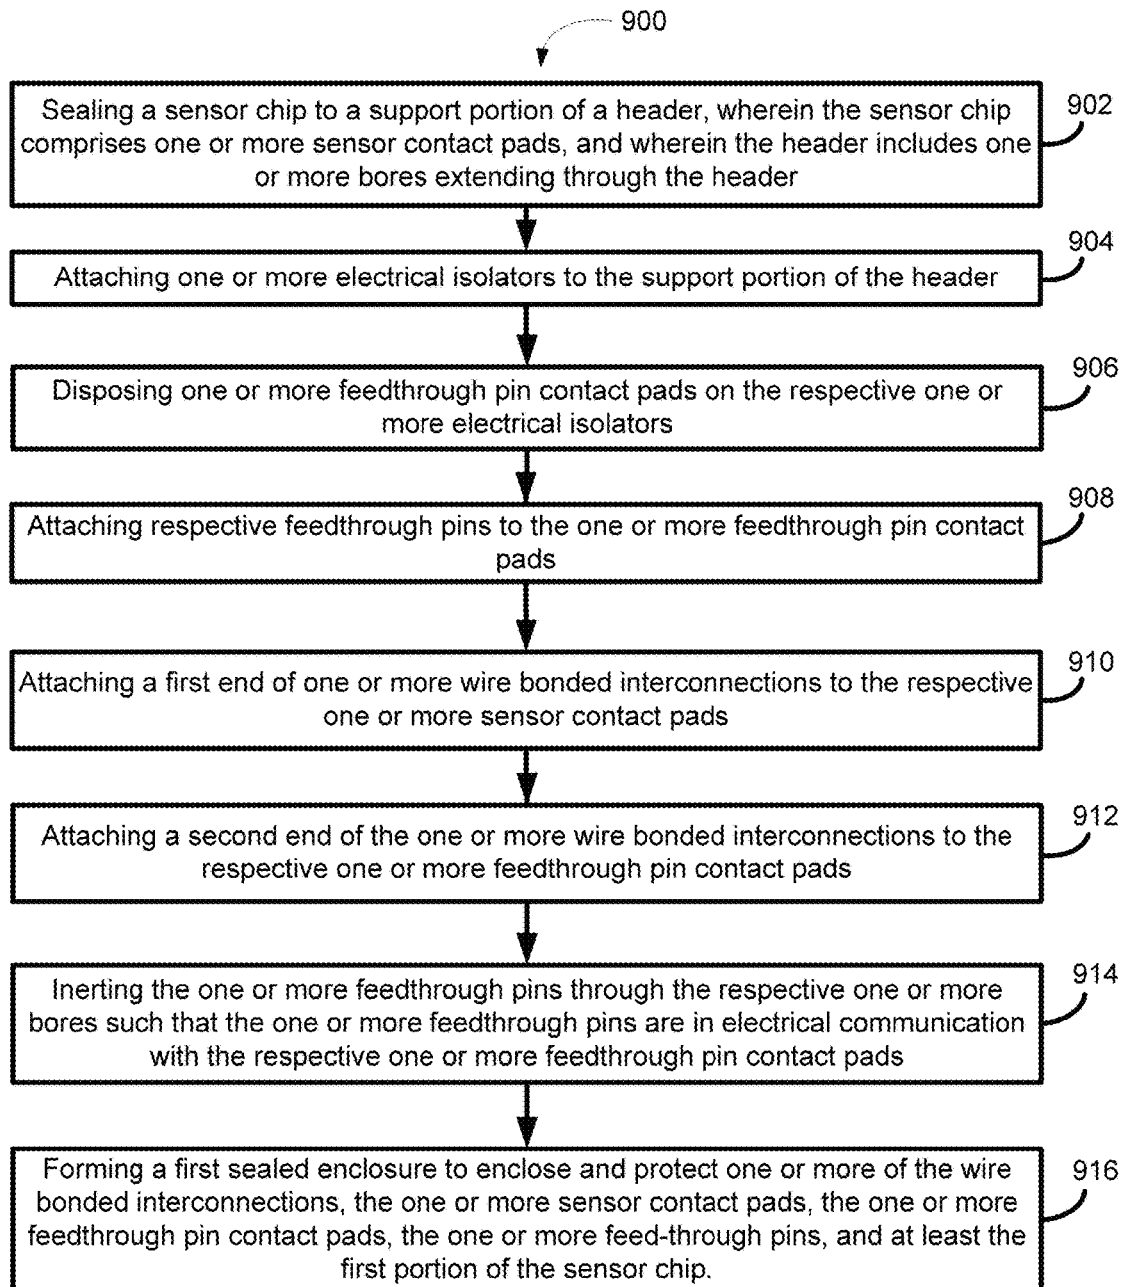 900
Sealing a sensor chip to a support portion of a header, wherein the sensor chip
comprises one or more sensor contact pads, and wherein the header includes one
or more bores extending through the header
902
Attaching one or more electrical isolators to the support portion of the header
904
Disposing one or more feedthrough pin contact pads on the respective one or
more electrical isolators
906
Attaching respective feedthrough pins to the one or more feedthrough pin contact
pads
908
Attaching a first end of one or more wire bonded interconnections to the respective
one or more sensor contact pads
910
Attaching a second end of the one or more wire bonded interconnections to the
respective one or more feedthrough pin contact pads
912
Inerting the one or more feedthrough pins through the respective one or more
bores such that the one or more feedthrough pins are in electrical communication
with the respective one or more feedthrough pin contact pads
914
Forming a first sealed enclosure to enclose and protect one or more of the wire
bonded interconnections, the one or more sensor contact pads, the one or more
feedthrough pin contact pads, the one or more feed-through pins, and at least the
first portion of the sensor chip.
916